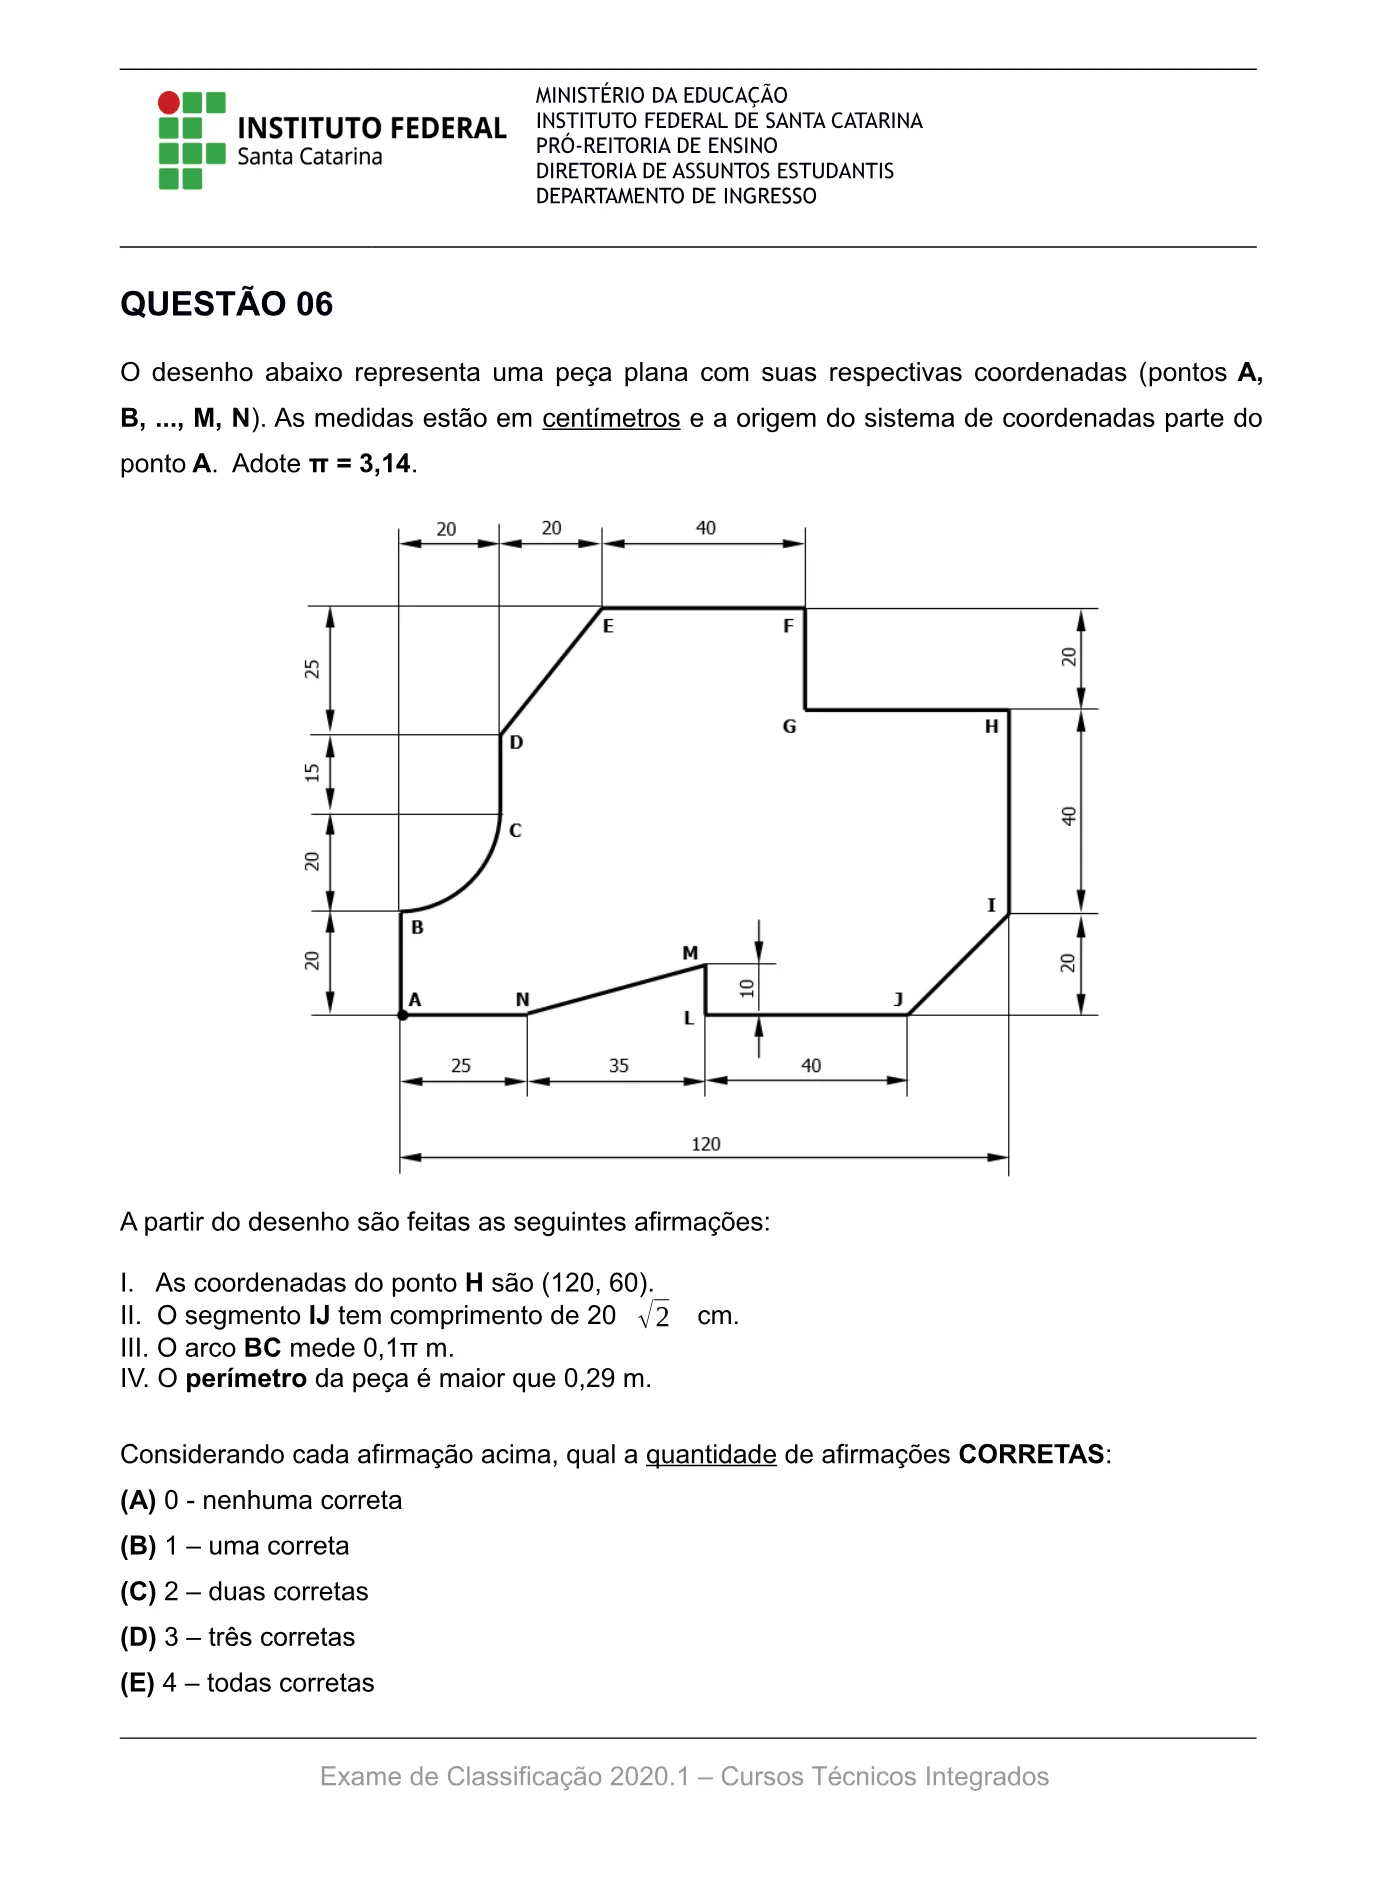 INSTITUTO FEDERAL
Santa Catarina
MINISTÉRIO DA EDUCAÇÃO
INSTITUTO FEDERAL DE SANTA CATARINA
PRÓ-REITORIA DE ENSINO
DIRETORIA DE ASSUNTOS ESTUDANTIS
DEPARTAMENTO DE INGRESSO
QUESTÃO 06
O desenho abaixo representa uma peça plana com suas respectivas coordenadas (pontos A,
B, ..., M, N). As medidas estão em centímetros e a origem do sistema de coordenadas parte do
ponto A. Adote π = 3,14.
20 20 40
E F
25 20
D G H
15
C 40
20
I
B
M
20 10 20
A N J
L
25 35 40
120
A partir do desenho são feitas as seguintes afirmações:
I. As coordenadas do ponto H são (120, 60).
II. O segmento IJ tem comprimento de 20 √2 cm.
III. O arco BC mede 0,1π m.
IV. O perímetro da peça é maior que 0,29 m.
Considerando cada afirmação acima, qual a quantidade de afirmações CORRETAS:
(A) 0 - nenhuma correta
(B) 1 – uma correta
(C) 2 – duas corretas
(D) 3 – três corretas
(E) 4 – todas corretas
Exame de Classificação 2020.1 – Cursos Técnicos Integrados